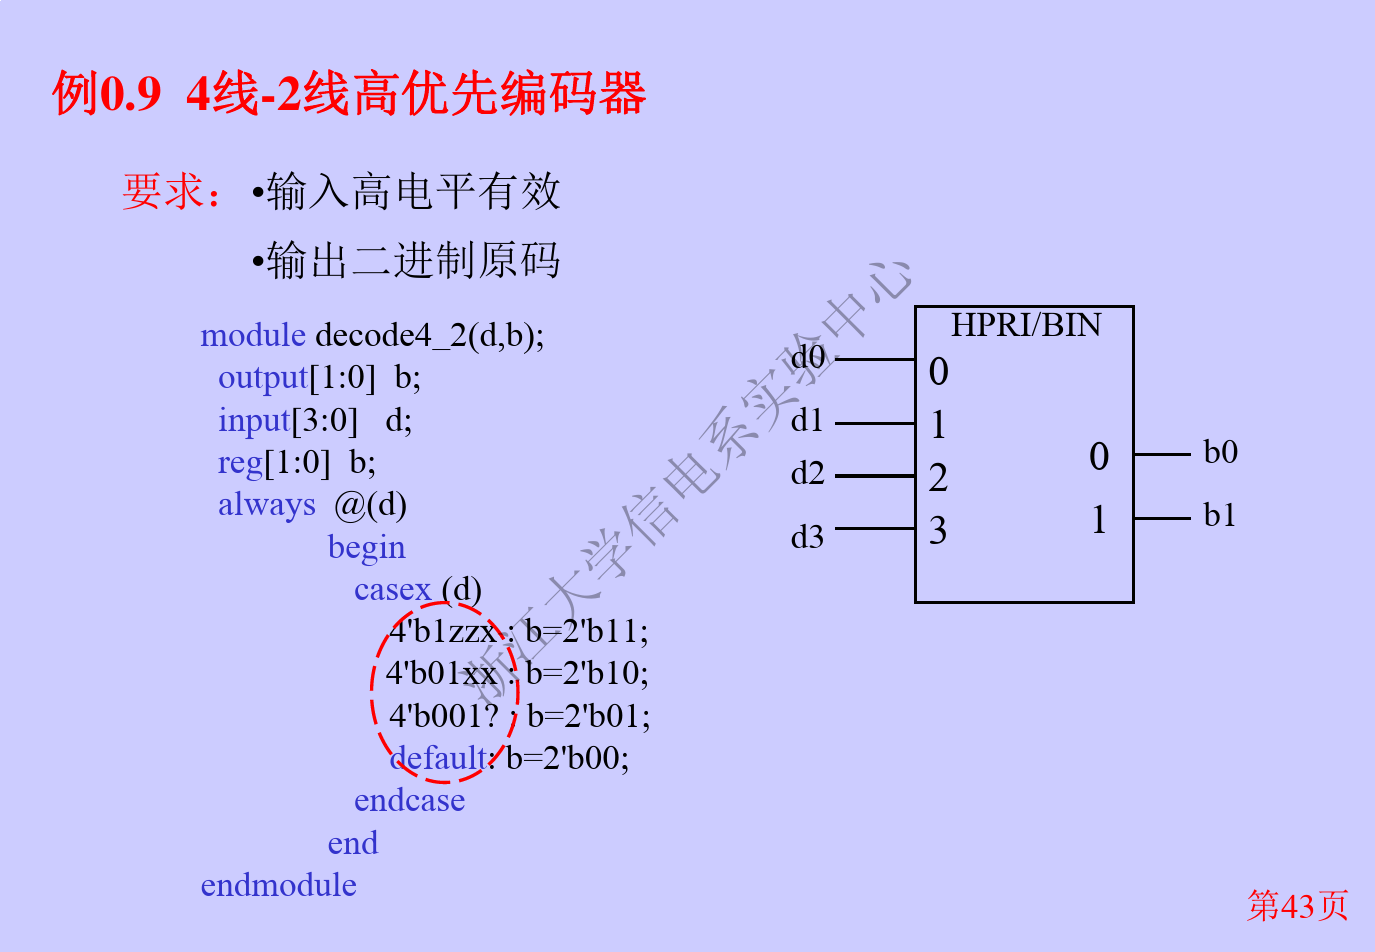 例0.9 4线-2线高优先编码器
要求：•输入高电平有效
•输出二进制原码
module decode4_2(d,b);
output[1:0] b;
input[3:0] d;
reg[1:0] b;
always @(d)
begin
casex (d)
4'b1zzx : b=2'b11;
4'b01xx : b=2'b10;
4'b001? : b=2'b01;
default: b=2'b00;
endcase
end
endmodule
HPRI/BIN
d0
0
d1
1
d2
2
d3
3
0
b0
1
b1
浙江大学信电系实验中心
第43页